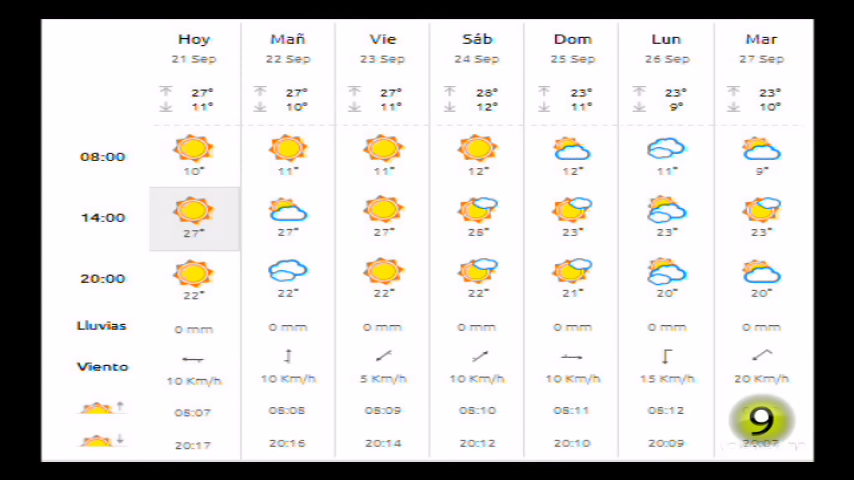 Hoy Mañ Vie Sáb Dom Lun Mar
21 Sep 22 Sep 23 Sep 24 Sep 25 Sep 26 Sep 27 Sep
27° 27° 27° 28° 23° 23° 23°
11° 10° 11° 12° 11° 9° 10°
08:00
10° 11° 11° 12° 12° 11° 9°
14:00
27° 27° 27° 28° 23° 23° 23°
20:00
22° 22° 22° 22° 21° 20° 20°
Lluvias 0 mm 0 mm 0 mm 0 mm 0 mm 0 mm 0 mm
Viento
10 Km/h 10 Km/h 5 Km/h 10 Km/h 10 Km/h 15 Km/h 20 Km/h
08:07 08:08 08:09 08:10 08:11 08:12
9
20:17 20:16 20:14 20:12 20:10 20:09 20:07